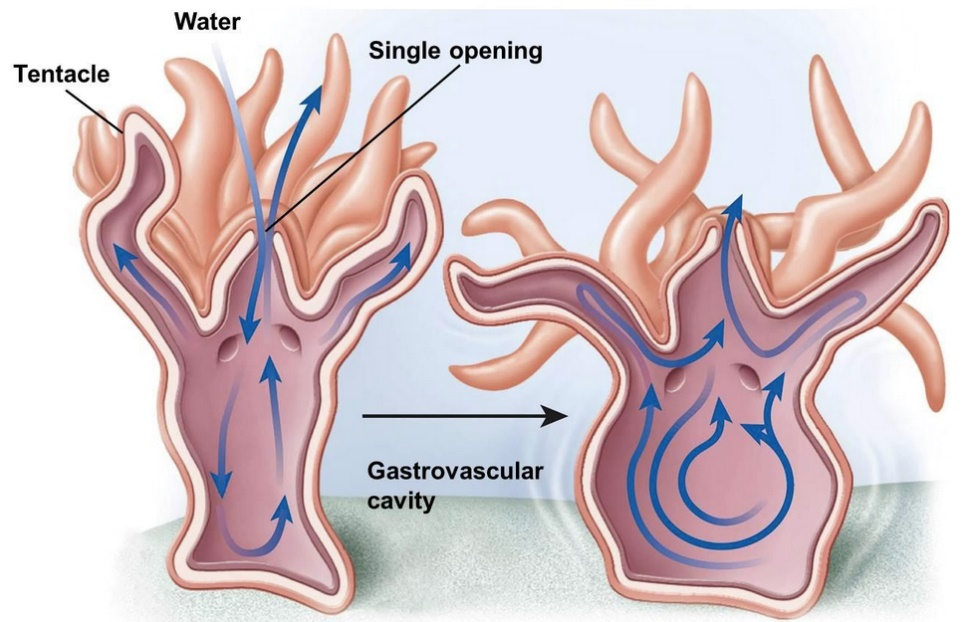 Water
Single opening
Tentacle
Gastrovascular
cavity